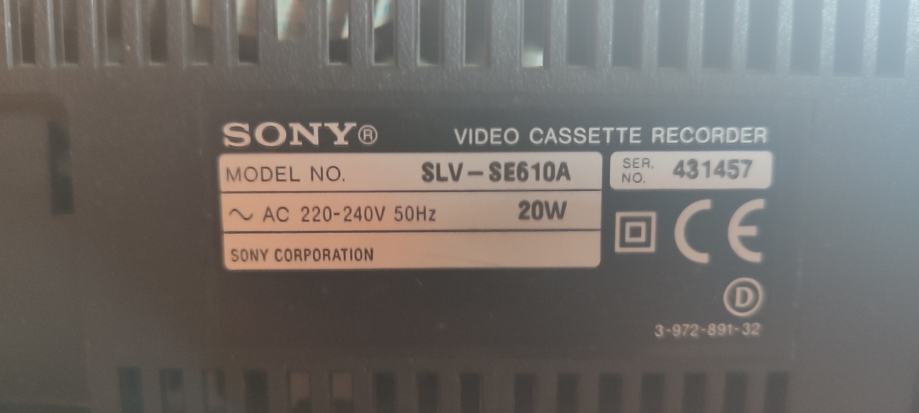 SONY® VIDEO CASSETTE RECORDER
MODEL NO. SLV-SE610A SER. NO. 431457
~ AC 220-240V 50Hz 20W
SONY CORPORATION
CE
D
3-972-891-32